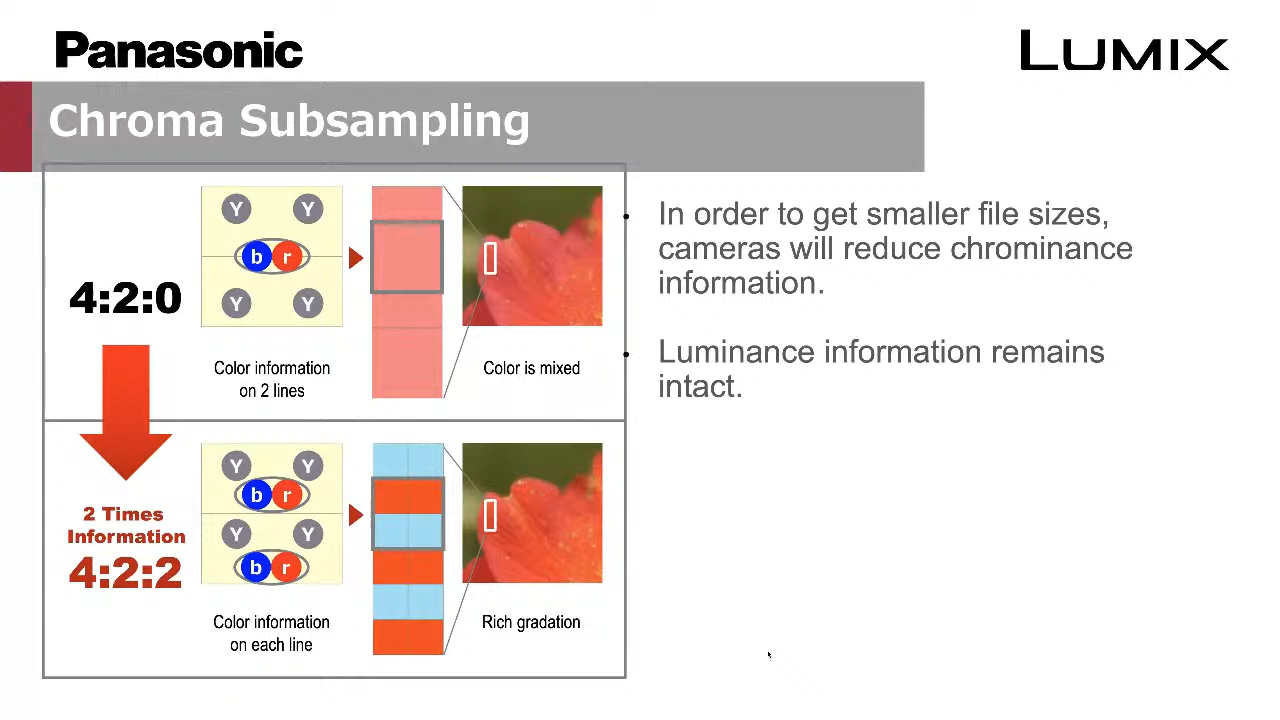 Panasonic
LUMIX
Chroma Subsampling
4:2:0
Y Y
b r
Y Y
Color information
on 2 lines
Color is mixed
2 Times
Information
4:2:2
Y Y
b r
Y Y
b r
Color information
on each line
Rich gradation
• In order to get smaller file sizes,
cameras will reduce chrominance
information.
• Luminance information remains
intact.